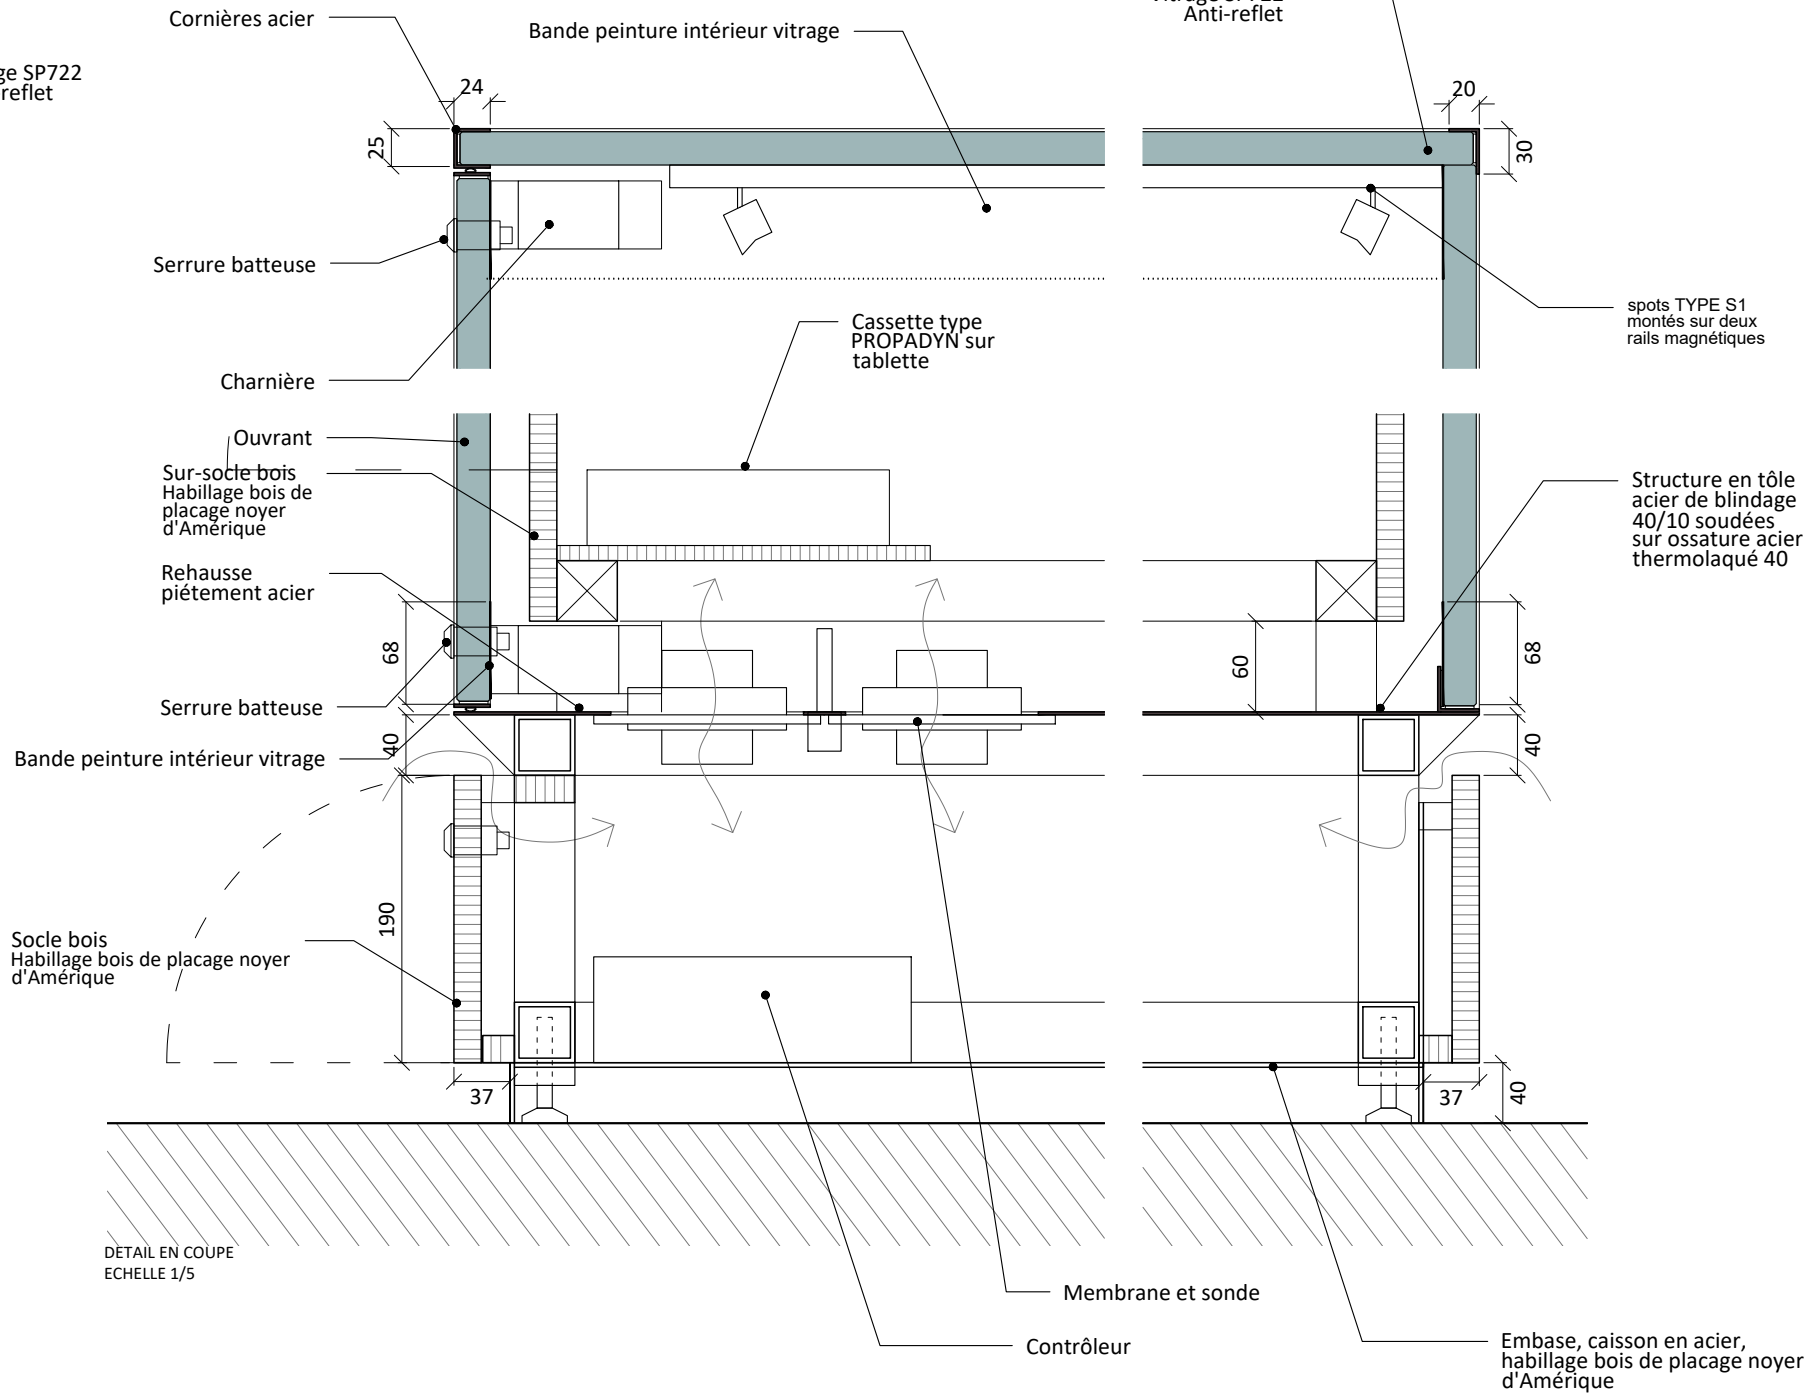 Cornières acier
Bande peinture intérieur vitrage
Anti-reflet
SP722
reflet
24
20
25
30
Serrure batteuse
spots TYPE S1
montés sur deux
rails magnétiques
Cassette type
PROPADYN sur
tablette
Charnière
Ouvrant
Sur-socle bois
Habillage bois de
placage noyer
d'Amérique
Structure en tôle
acier de blindage
40/10 soudées
sur ossature acier
thermolaqué 40
Rehausse
piétement acier
68
60
68
Serrure batteuse
40
40
Bande peinture intérieur vitrage
190
Socle bois
Habillage bois de placage noyer
d'Amérique
37
37
40
DETAIL EN COUPE
ECHELLE 1/5
Membrane et sonde
Contrôleur
Embase, caisson en acier,
habillage bois de placage noyer
d'Amérique